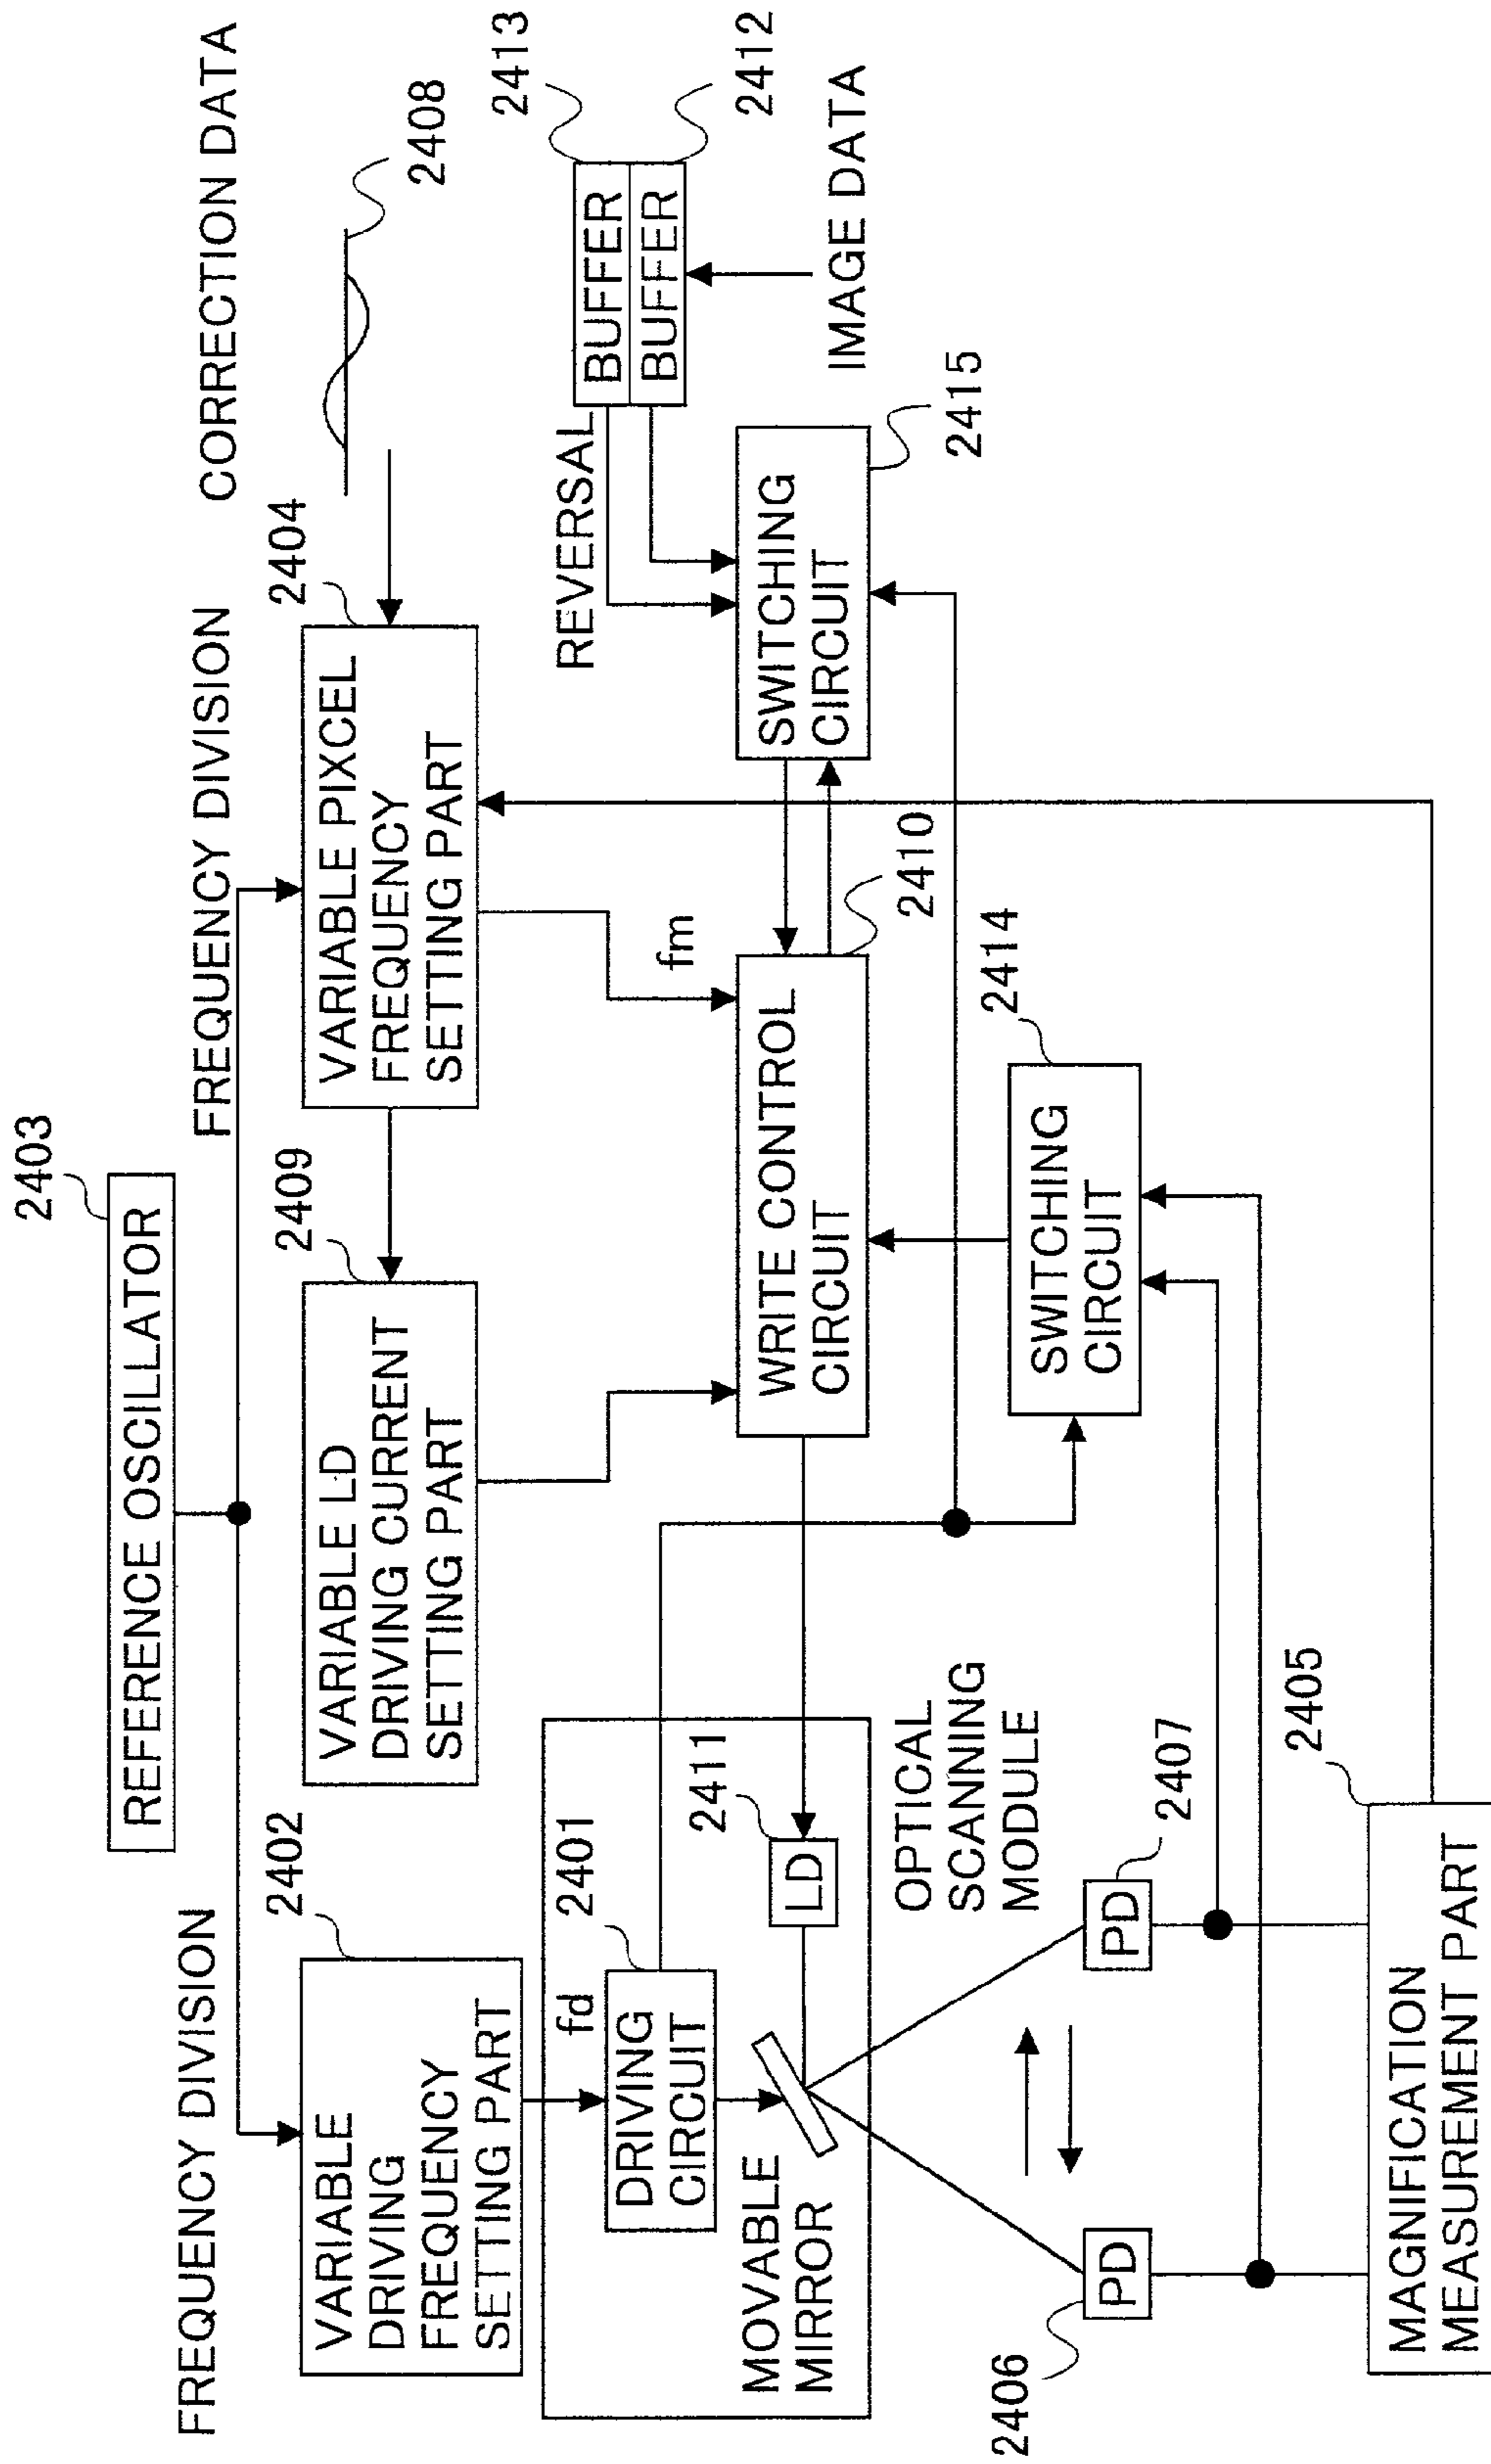 2403
REFERENCE OSCILLATOR
FREQUENCY DIVISION
FREQUENCY DIVISION
CORRECTION DATA
2402
VARIABLE
DRIVING
FREQUENCY
SETTING PART
2409
VARIABLE LD
DRIVING CURRENT
SETTING PART
2404
VARIABLE PIXCEL
FREQUENCY
SETTING PART
2408
fd
2401
DRIVING
CIRCUIT
fm
REVERSAL
2413
BUFFER
BUFFER
2412
IMAGE DATA
MOVABLE
MIRROR
2411
LD
WRITE CONTROL
CIRCUIT
2410
SWITCHING
CIRCUIT
2415
OPTICAL
SCANNING
MODULE
2414
SWITCHING
CIRCUIT
2406
PD
PD
2407
2405
MAGNIFICATION
MEASUREMENT PART